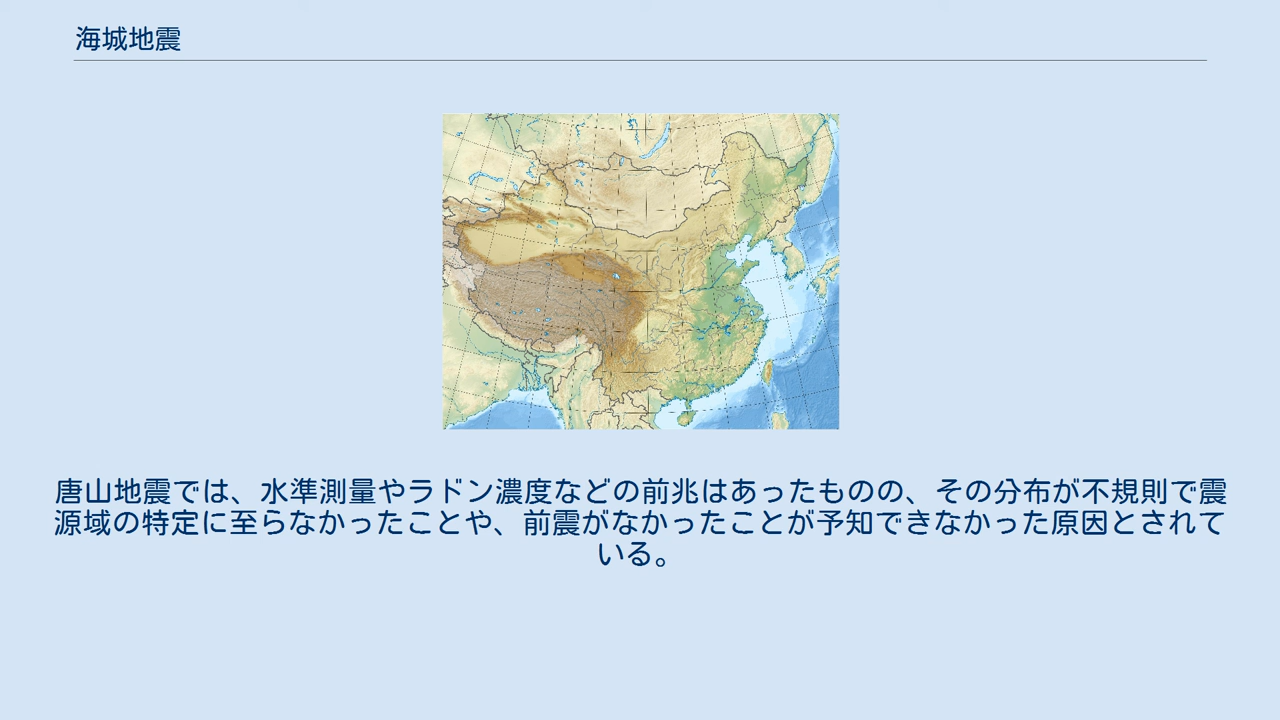 海城地震
唐山地震では、水準測量やラドン濃度などの前兆はあったものの、その分布が不規則で震
源域の特定に至らなかったことや、前震がなかったことが予知できなかった原因とされて
いる。